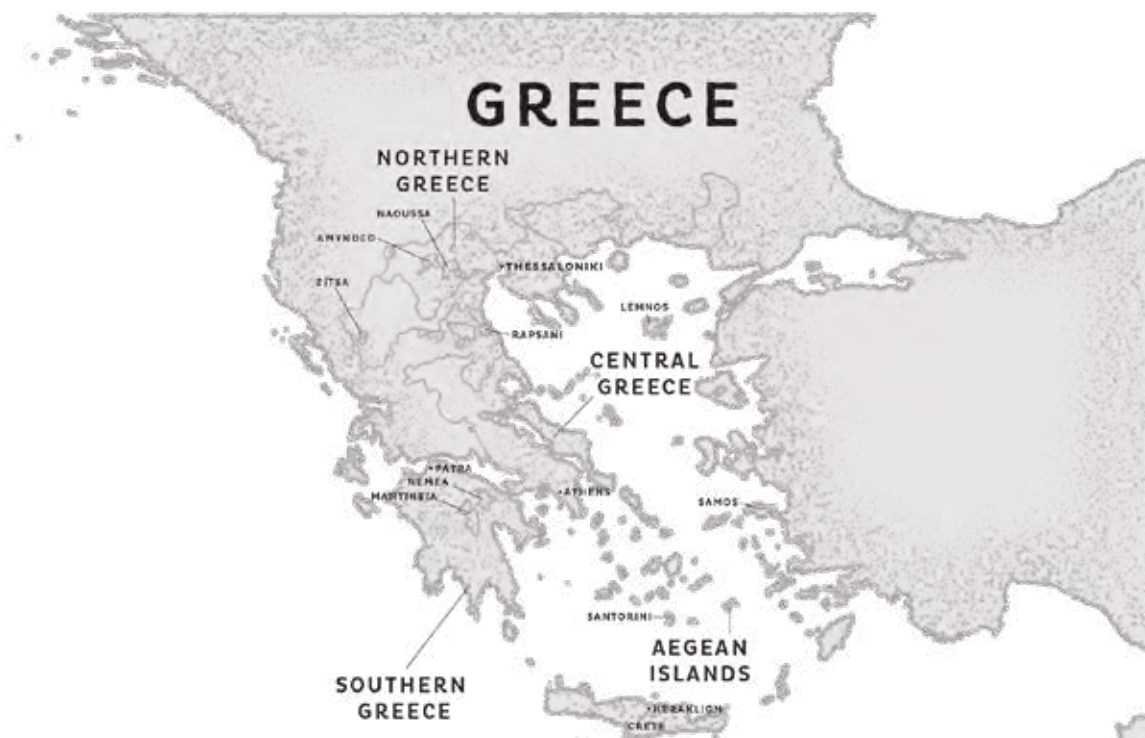 GREECE
NORTHERN
GREECE
NAOUSSA
AMYNDEO
ZITSA
THESSALONIKI
LEMNOS
RAPSANI
CENTRAL
GREECE
PATRA
NEMEA
MANTINEIA
ATHENS
SAMOS
SANTORINI
AEGEAN
ISLANDS
SOUTHERN
GREECE
HERAKLION
CRETE